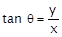 tan θ = y/x